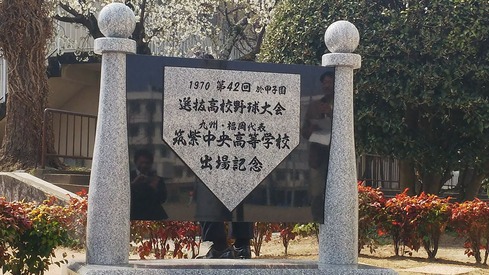 1970 第42回 於甲子園
選抜高校野球大会
九州・福岡代表
筑紫中央高等学校
出場記念